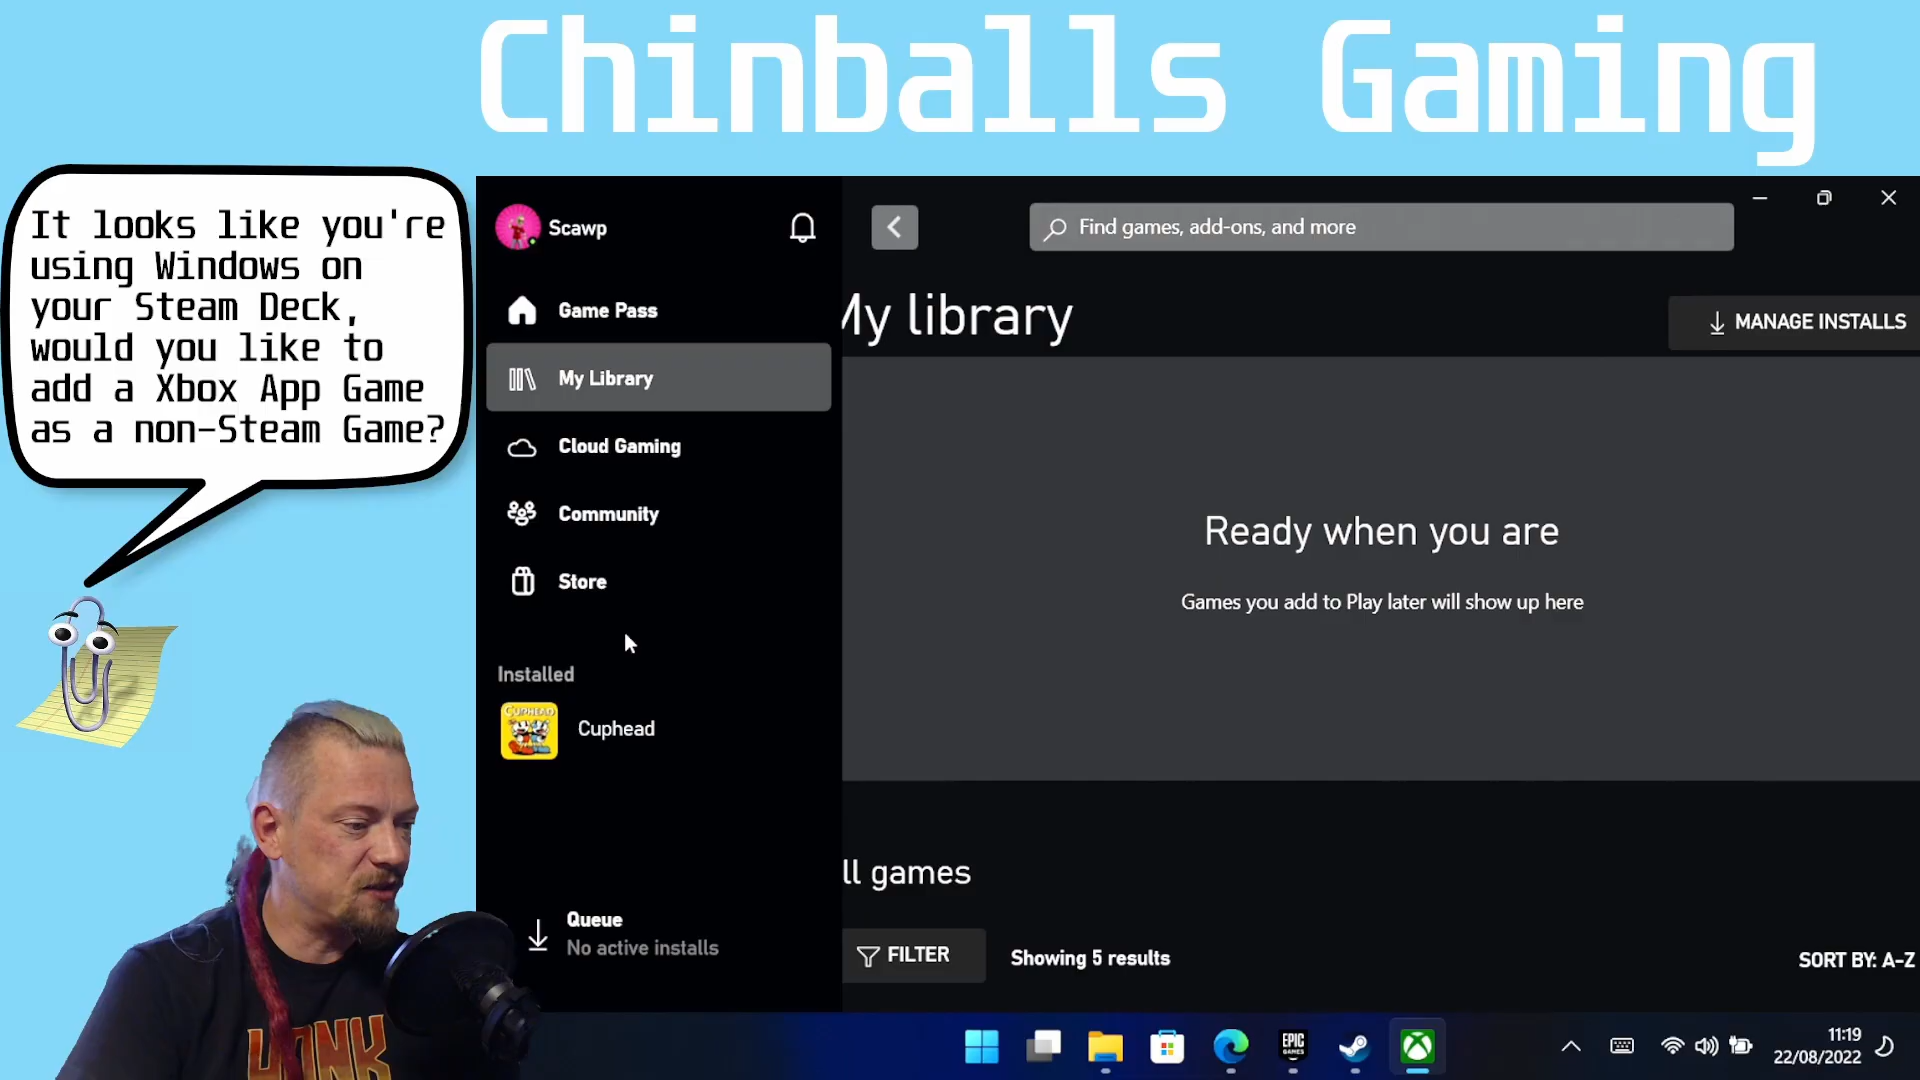 Chinballs Gaming
It looks like you're
using Windows on
your Steam Deck,
would you like to
add a Xbox App Game
as a non-Steam Game?
Scawp
Find games, add-ons, and more
Game Pass
My library
MANAGE INSTALLS
My Library
Cloud Gaming
Community
Ready when you are
Store
Games you add to Play later will show up here
Installed
CUPHEAD
Cuphead
ll games
Queue
No active installs
FILTER
Showing 5 results
SORT BY: A-Z
EPIC
GAMES
11:19
22/08/2022